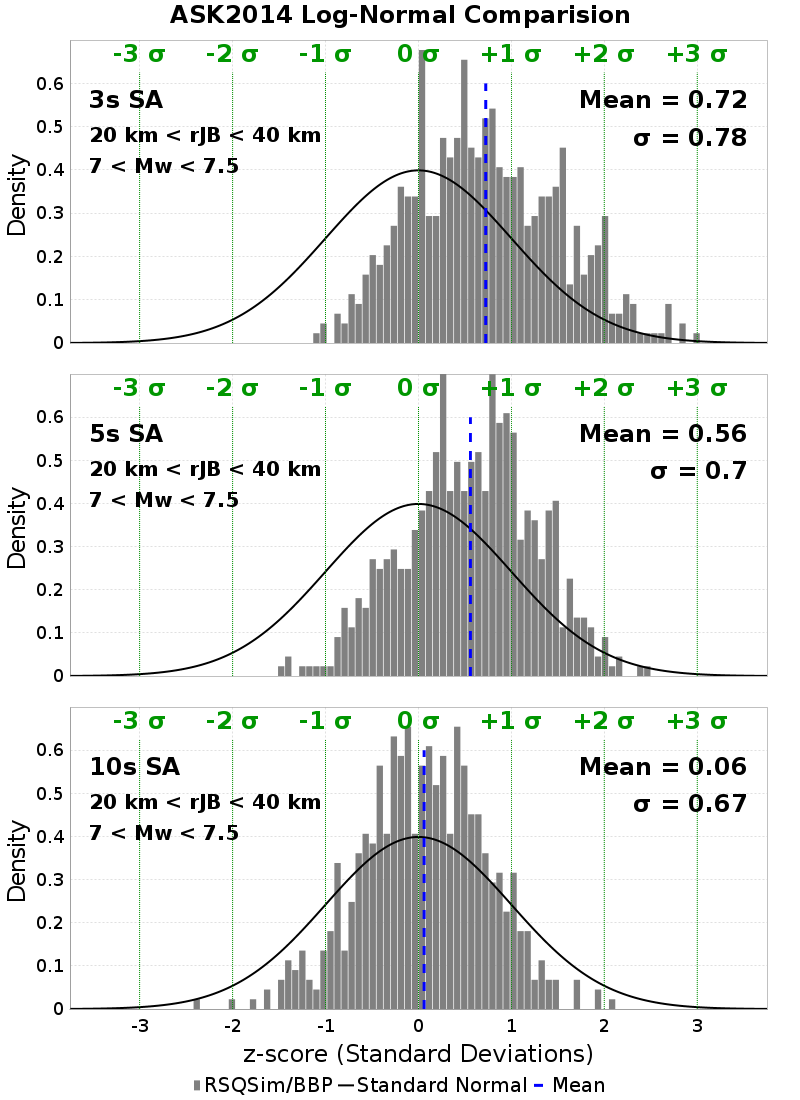 ASK2014 Log-Normal Comparision
-3 σ -2 σ -1 σ 0 σ +1 σ +2 σ +3 σ
3s SA
20 km < rJB < 40 km
7 < Mw < 7.5
Mean = 0.72
σ = 0.78
Density
0.6
0.5
0.4
0.3
0.2
0.1
0
-3 σ -2 σ -1 σ 0 σ +1 σ +2 σ +3 σ
5s SA
20 km < rJB < 40 km
7 < Mw < 7.5
Mean = 0.56
σ = 0.7
Density
0.6
0.5
0.4
0.3
0.2
0.1
0
-3 σ -2 σ -1 σ 0 σ +1 σ +2 σ +3 σ
10s SA
20 km < rJB < 40 km
7 < Mw < 7.5
Mean = 0.06
σ = 0.67
Density
0.6
0.5
0.4
0.3
0.2
0.1
0
-3 -2 -1 0 1 2 3
z-score (Standard Deviations)
RSQSim/BBP Standard Normal Mean